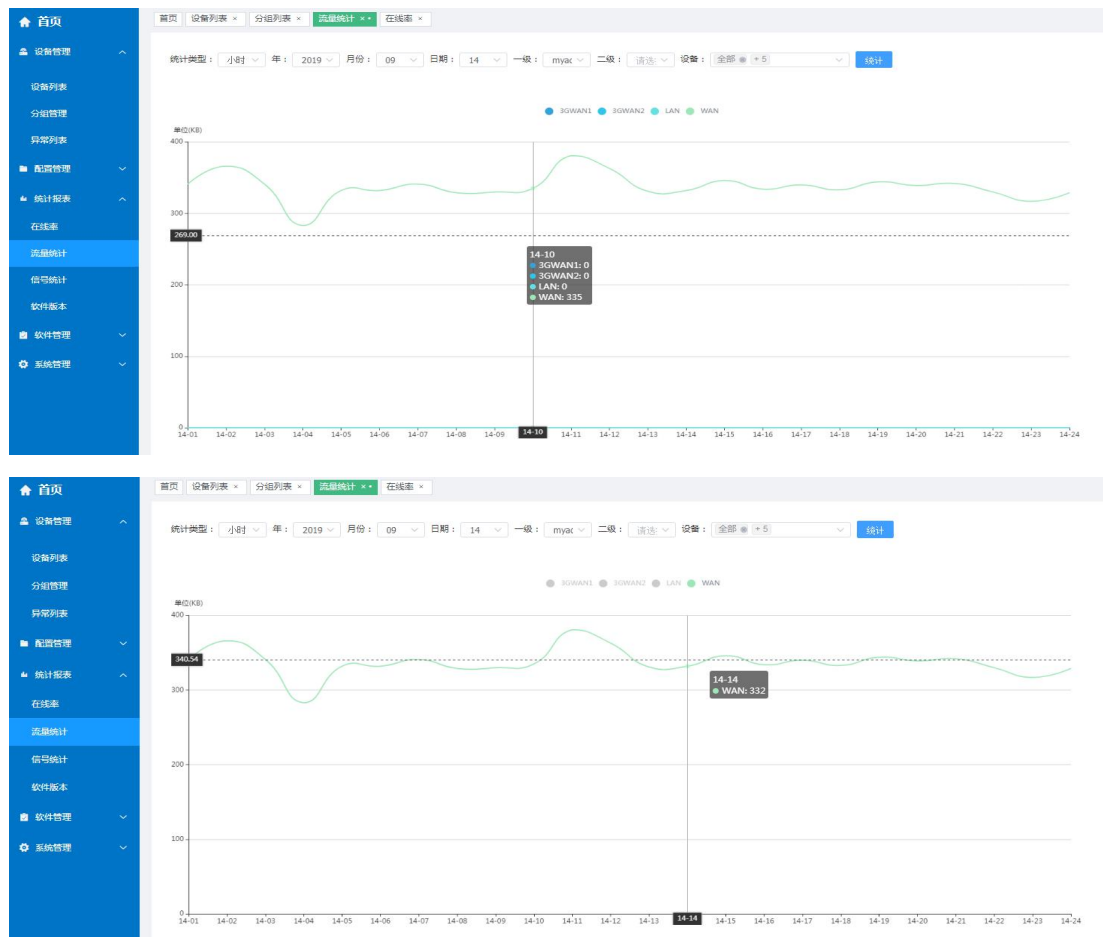 首页
设备管理
设备列表
分组管理
异常列表
配置管理
统计报表
在线率
流量统计
信号统计
软件版本
软件管理
系统管理
首页 设备列表 × 分组列表 × 流量统计 × 在线率 ×
统计类型： 小时 年： 2019 月份： 09 日期： 14 一级： myac 二级： 请选 设备： 全部 + 5 统计
3GWAN1 3GWAN2 LAN WAN
单位(KB)
400
300
269.00
200
100
0
14-10
3GWAN1: 0
3GWAN2: 0
LAN: 0
WAN: 335
14-01 14-02 14-03 14-04 14-05 14-06 14-07 14-08 14-09 14-10 14-11 14-12 14-13 14-14 14-15 14-16 14-17 14-18 14-19 14-20 14-21 14-22 14-23 14-24
首页
设备管理
设备列表
分组管理
异常列表
配置管理
统计报表
在线率
流量统计
信号统计
软件版本
软件管理
系统管理
首页 设备列表 × 分组列表 × 流量统计 × 在线率 ×
统计类型： 小时 年： 2019 月份： 09 日期： 14 一级： myac 二级： 请选 设备： 全部 + 5 统计
3GWAN1 3GWAN2 LAN WAN
单位(KB)
400
340.54
300
200
100
0
14-14
WAN: 332
14-01 14-02 14-03 14-04 14-05 14-06 14-07 14-08 14-09 14-10 14-11 14-12 14-13 14-14 14-15 14-16 14-17 14-18 14-19 14-20 14-21 14-22 14-23 14-24